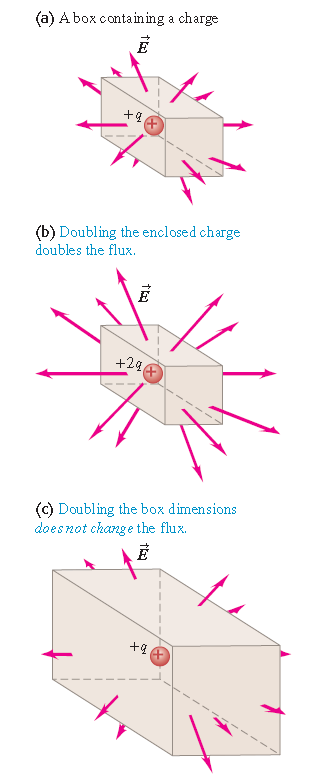 (a) A box containing a charge
E⃗
+q
+
(b) Doubling the enclosed charge
doubles the flux.
E⃗
+2q
+
(c) Doubling the box dimensions
does not change the flux.
E⃗
+q
+